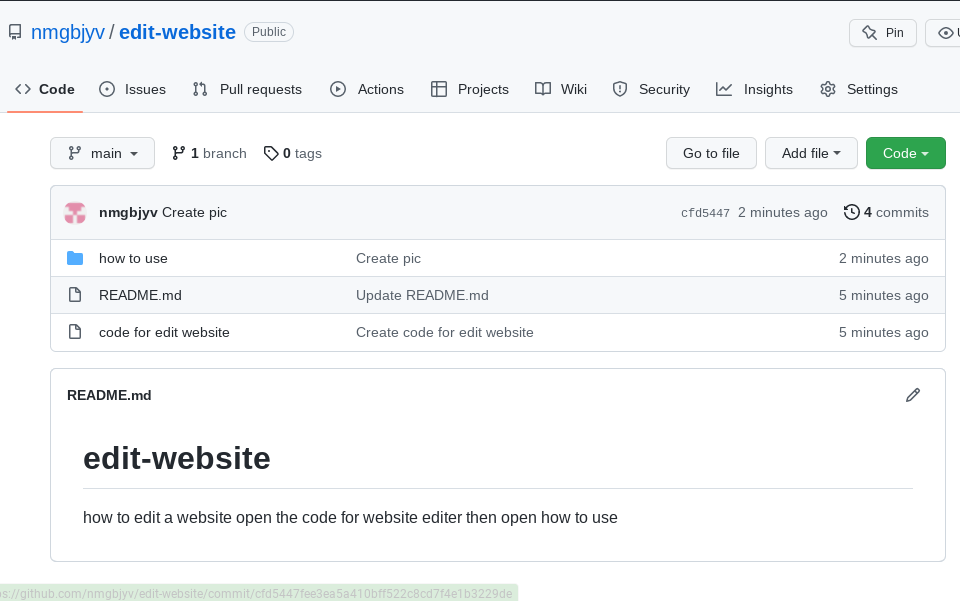 nmgbjyv / edit-website Public Pin
Code Issues Pull requests Actions Projects Wiki Security Insights Settings
main 1 branch 0 tags Go to file Add file Code
nmgbjyv Create pic cfd5447 2 minutes ago 4 commits
how to use Create pic 2 minutes ago
README.md Update README.md 5 minutes ago
code for edit website Create code for edit website 5 minutes ago
README.md
edit-website
how to edit a website open the code for website editer then open how to use
ps://github.com/nmgbjyv/edit-website/commit/cfd5447fee3ea5a410bff522c8cd7f4e1b3229de